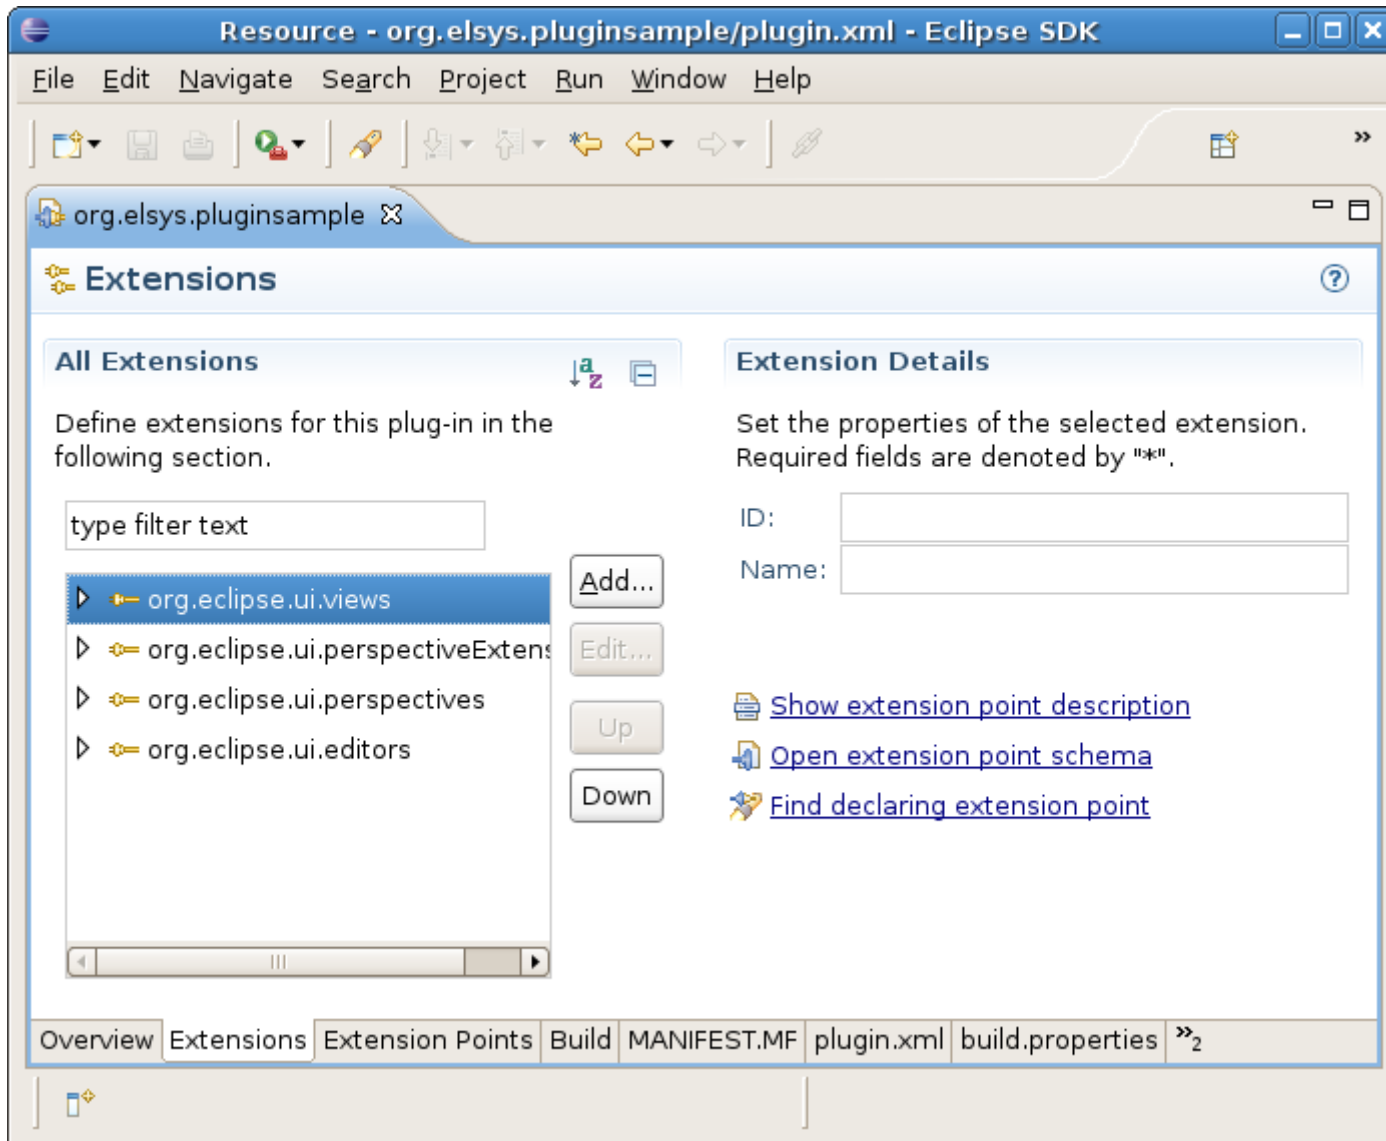 Resource - org.elsys.pluginsample/plugin.xml - Eclipse SDK
File Edit Navigate Search Project Run Window Help
org.elsys.pluginsample
Extensions
All Extensions
Define extensions for this plug-in in the
following section.
type filter text
org.eclipse.ui.views
org.eclipse.ui.perspectiveExtens
org.eclipse.ui.perspectives
org.eclipse.ui.editors
Add...
Edit...
Up
Down
Extension Details
Set the properties of the selected extension.
Required fields are denoted by "*".
ID:
Name:
Show extension point description
Open extension point schema
Find declaring extension point
Overview Extensions Extension Points Build MANIFEST.MF plugin.xml build.properties »2